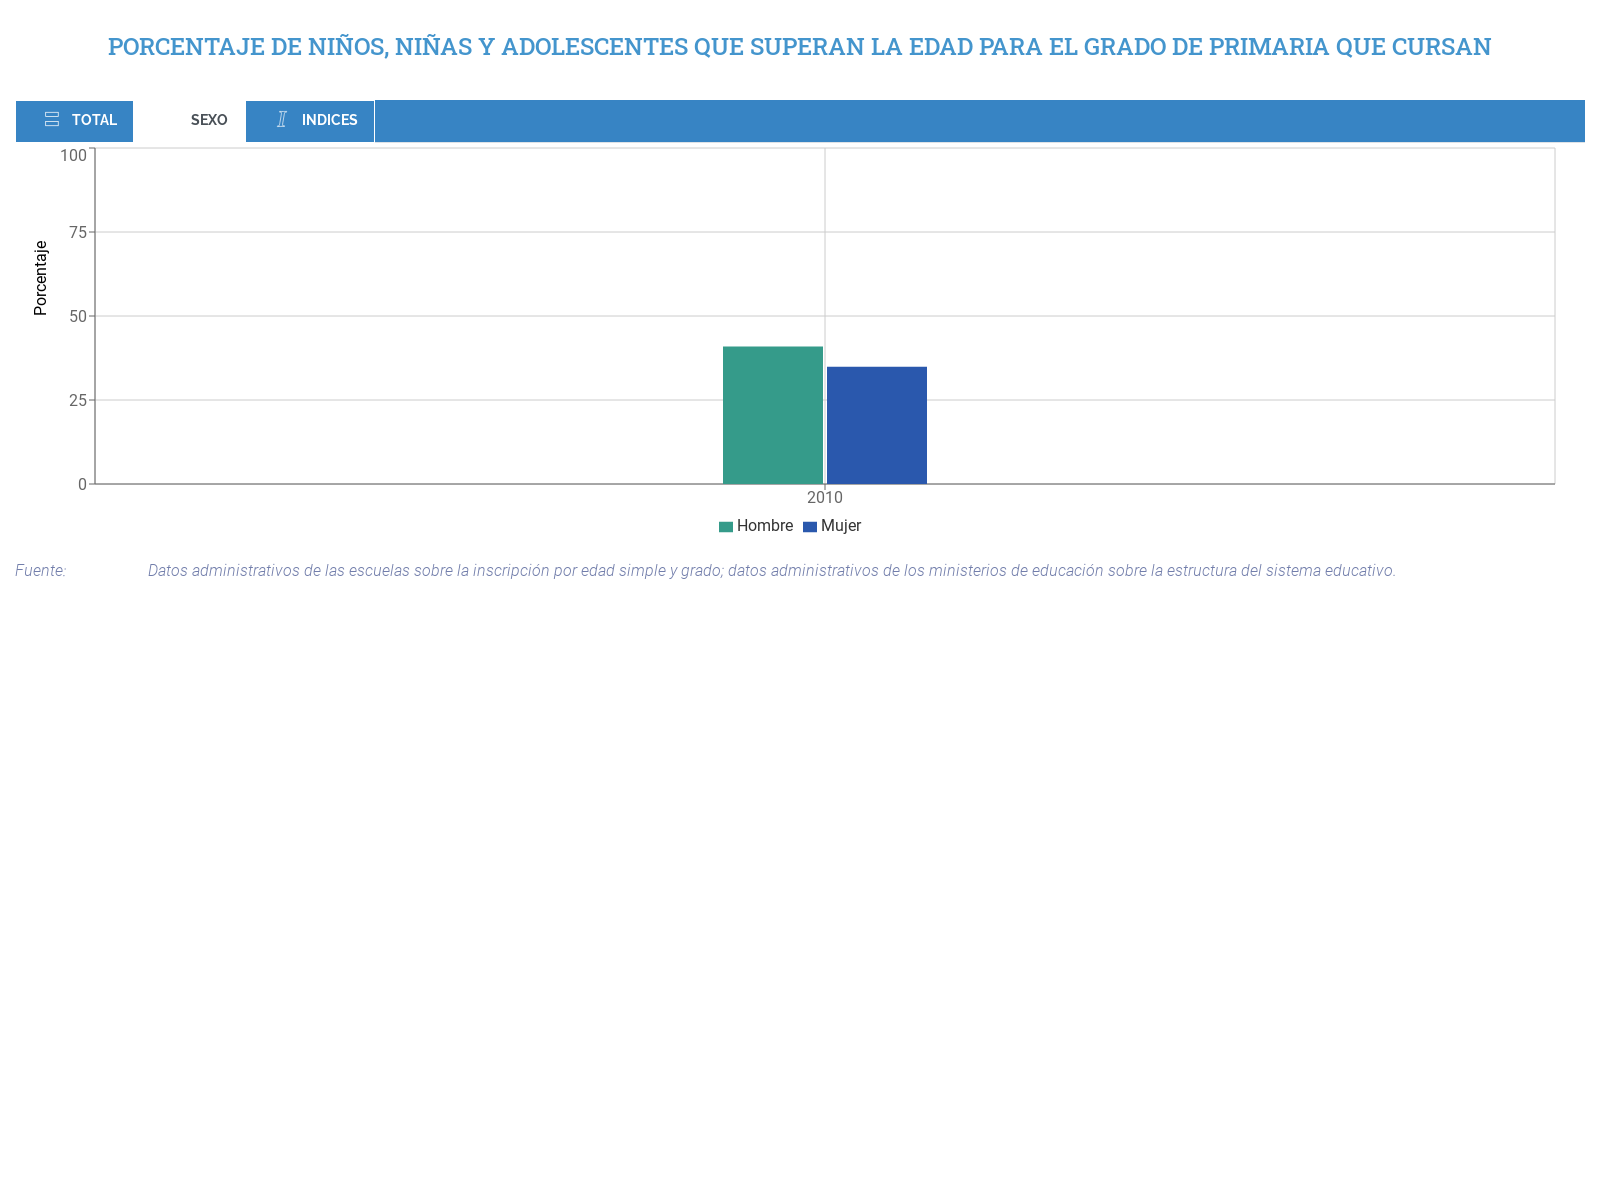 PORCENTAJE DE NIÑOS, NIÑAS Y ADOLESCENTES QUE SUPERAN LA EDAD PARA EL GRADO DE PRIMARIA QUE CURSAN
TOTAL SEXO INDICES
100
75
50
25
0
Porcentaje
2010
Hombre Mujer
Fuente: Datos administrativos de las escuelas sobre la inscripción por edad simple y grado; datos administrativos de los ministerios de educación sobre la estructura del sistema educativo.